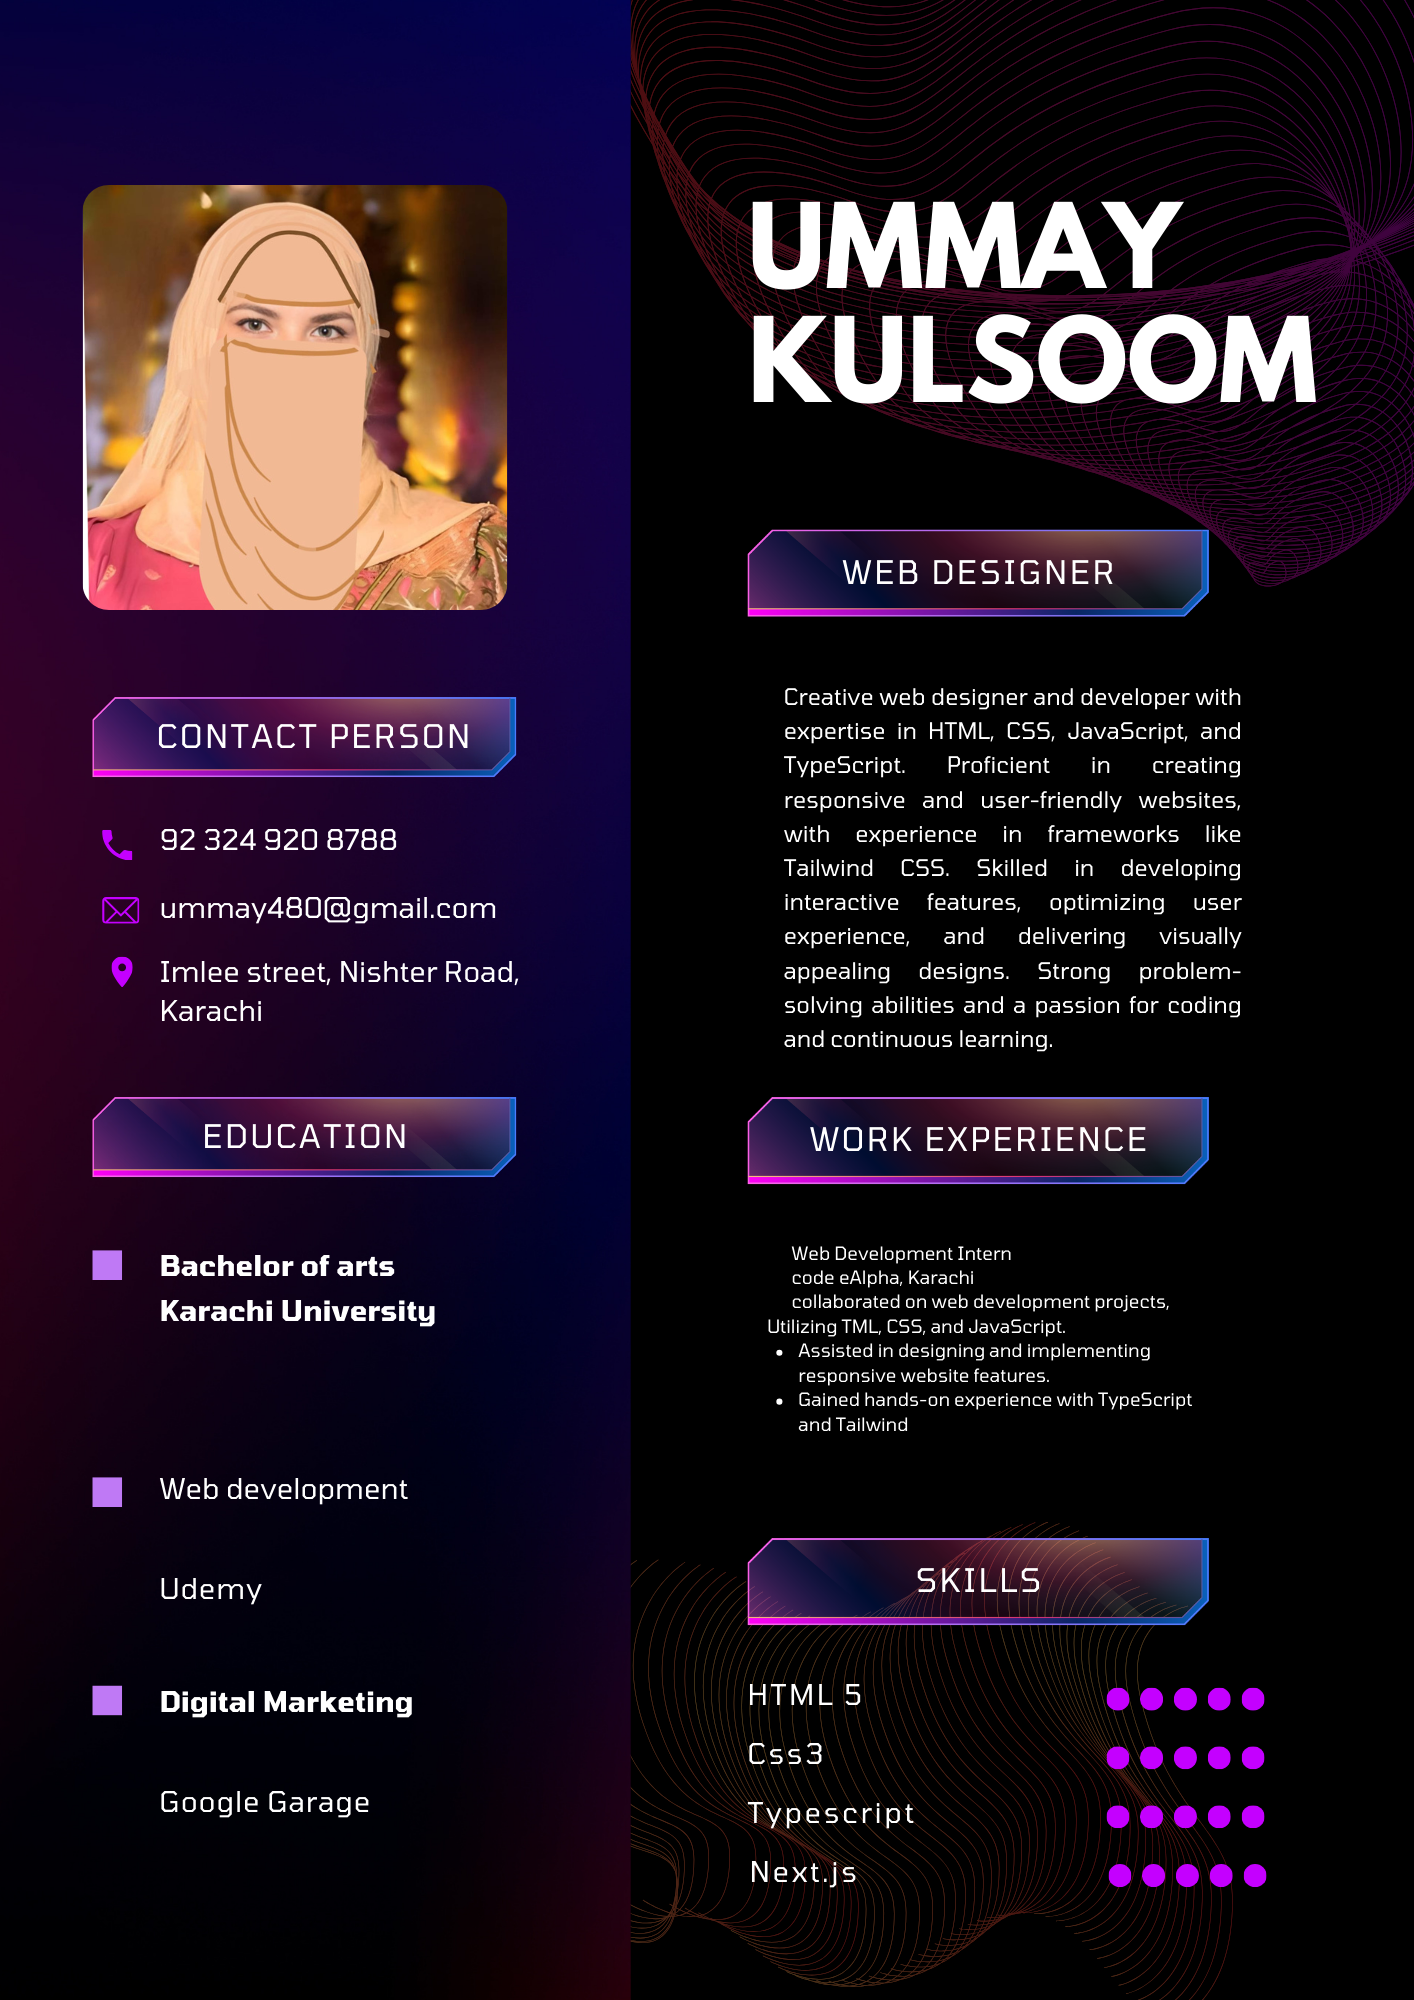 UMMAY
KULSOOM
CONTACT PERSON
92 324 920 8788
ummay480@gmail.com
Imlee street, Nishter Road,
Karachi
EDUCATION
Bachelor of arts
Karachi University
Web development
Udemy
Digital Marketing
Google Garage
WEB DESIGNER
Creative web designer and developer with
expertise in HTML, CSS, JavaScript, and
TypeScript. Proficient in creating
responsive and user-friendly websites,
with experience in frameworks like
Tailwind CSS. Skilled in developing
interactive features, optimizing user
experience, and delivering visually
appealing designs. Strong problem-
solving abilities and a passion for coding
and continuous learning.
WORK EXPERIENCE
Web Development Intern
code eAlpha, Karachi
collaborated on web development projects,
Utilizing TML, CSS, and JavaScript.
• Assisted in designing and implementing
responsive website features.
• Gained hands-on experience with TypeScript
and Tailwind
SKILLS
HTML 5
Css3
Typescript
Next.js